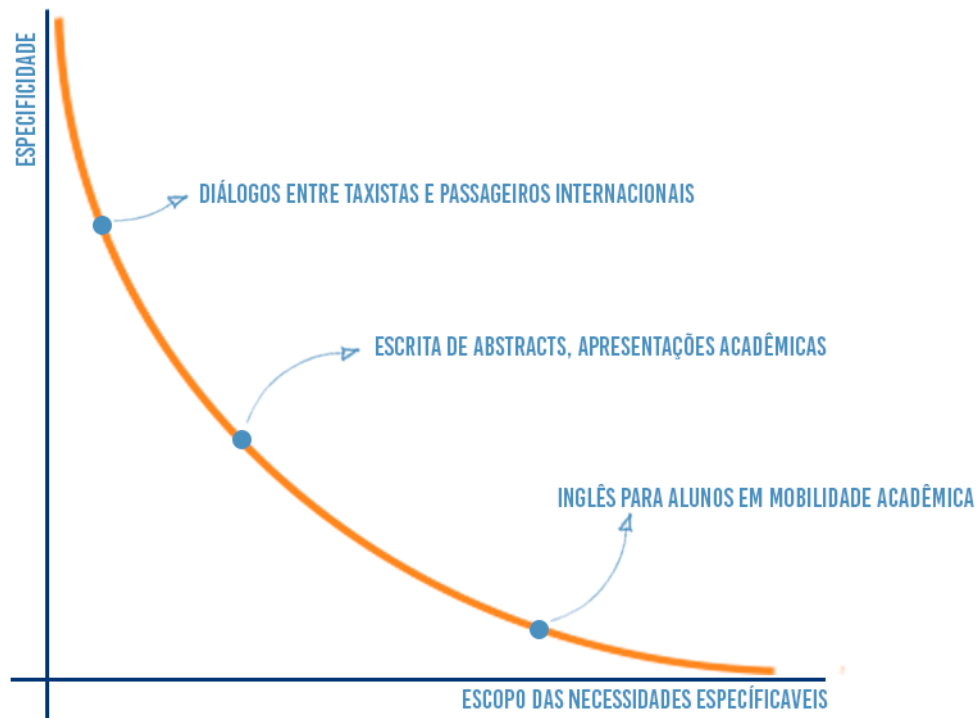 ESPECIFICIDADE
DIÁLOGOS ENTRE TAXISTAS E PASSAGEIROS INTERNACIONAIS
ESCRITA DE ABSTRACTS, APRESENTAÇÕES ACADÊMICAS
INGLÊS PARA ALUNOS EM MOBILIDADE ACADÊMICA
ESCOPO DAS NECESSIDADES ESPECÍFICAVEIS